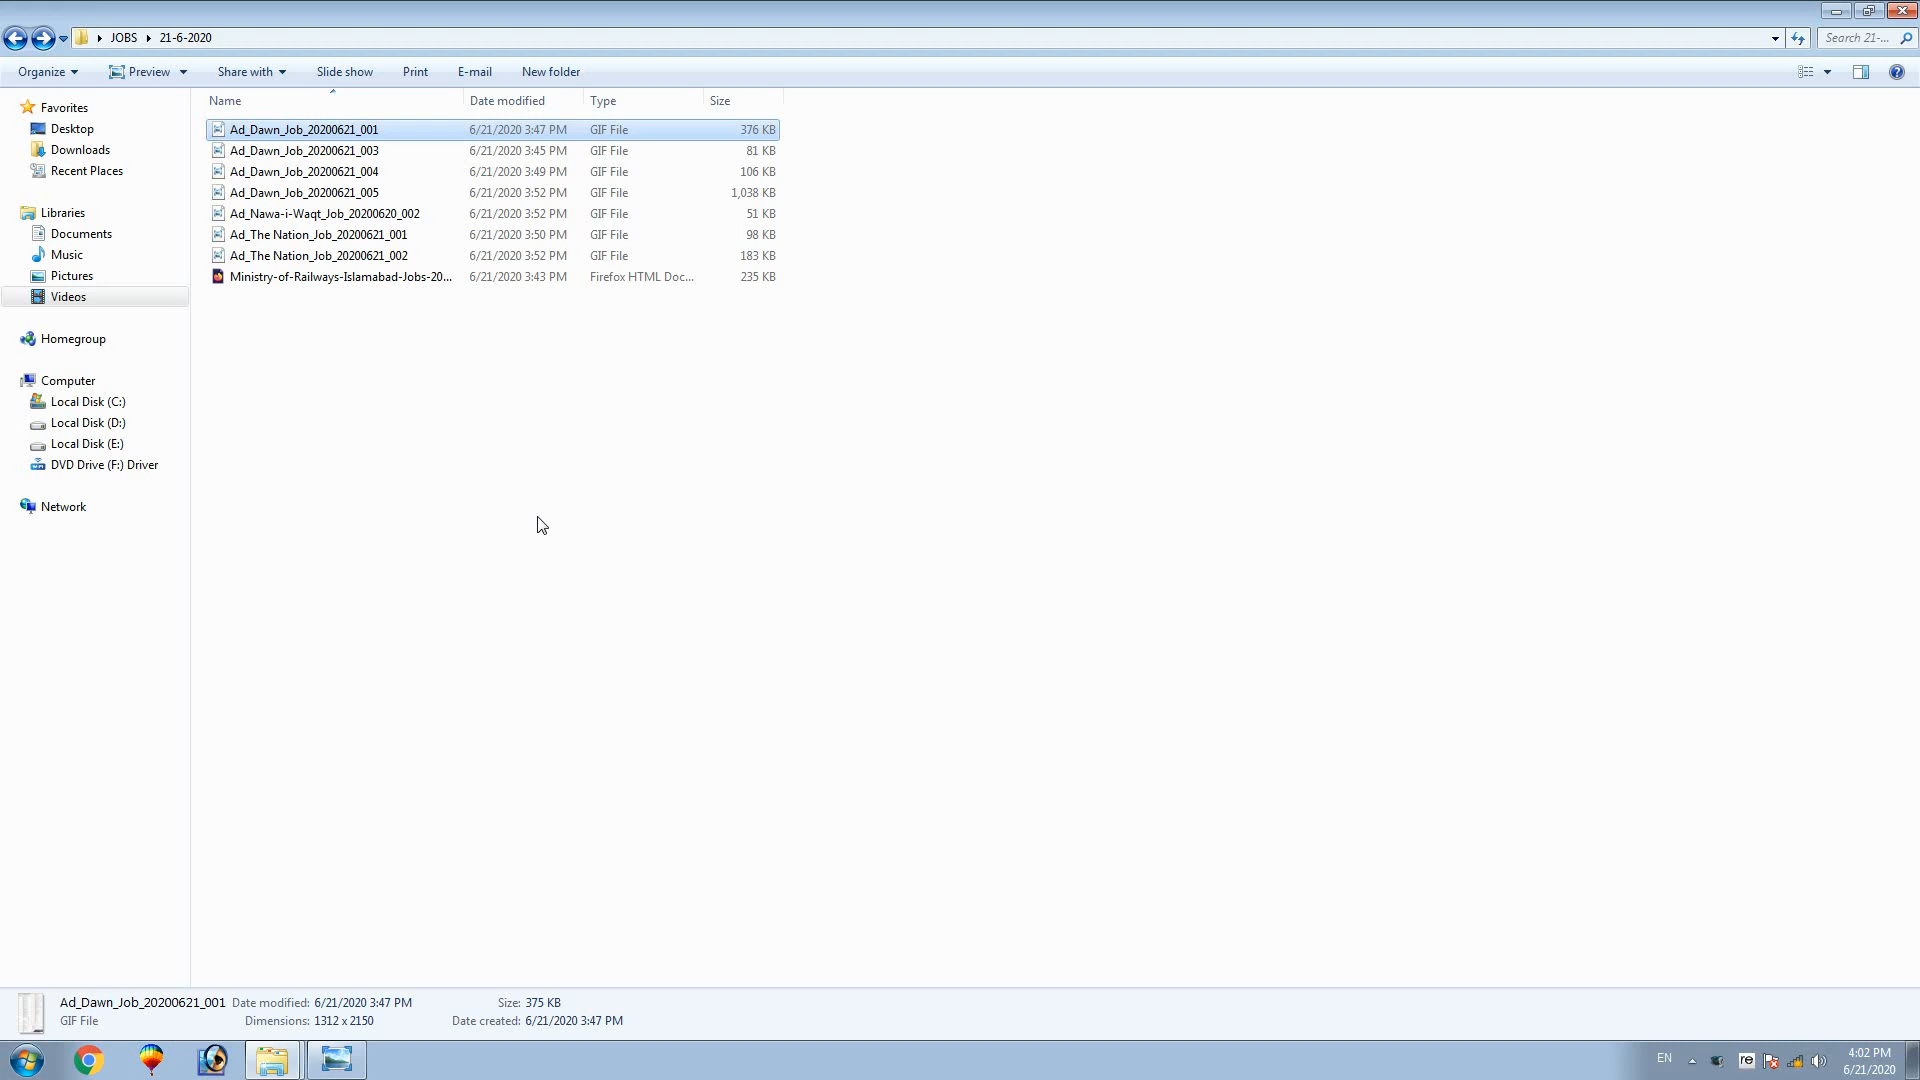 JOBS 21-6-2020 Search 21-...
Organize Preview Share with Slide show Print E-mail New folder
Favorites
Desktop
Downloads
Recent Places
Libraries
Documents
Music
Pictures
Videos
Homegroup
Computer
Local Disk (C:)
Local Disk (D:)
Local Disk (E:)
DVD Drive (F:) Driver
Network
Name Date modified Type Size
Ad_Dawn_Job_20200621_001 6/21/2020 3:47 PM GIF File 376 KB
Ad_Dawn_Job_20200621_003 6/21/2020 3:45 PM GIF File 81 KB
Ad_Dawn_Job_20200621_004 6/21/2020 3:49 PM GIF File 106 KB
Ad_Dawn_Job_20200621_005 6/21/2020 3:52 PM GIF File 1,038 KB
Ad_Nawa-i-Waqt_Job_20200620_002 6/21/2020 3:52 PM GIF File 51 KB
Ad_The Nation_Job_20200621_001 6/21/2020 3:50 PM GIF File 98 KB
Ad_The Nation_Job_20200621_002 6/21/2020 3:52 PM GIF File 183 KB
Ministry-of-Railways-Islamabad-Jobs-20... 6/21/2020 3:43 PM Firefox HTML Doc... 235 KB
Ad_Dawn_Job_20200621_001 Date modified: 6/21/2020 3:47 PM Size: 375 KB
GIF File Dimensions: 1312 x 2150 Date created: 6/21/2020 3:47 PM
EN re 4:02 PM
6/21/2020